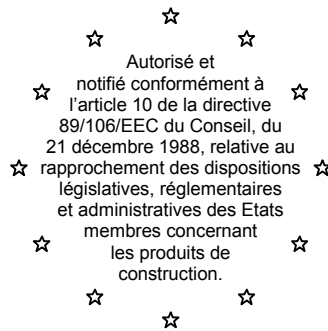 Autorisé et
notifié conformément à
l'article 10 de la directive
89/106/EEC du Conseil, du
21 décembre 1988, relative au
rapprochement des dispositions
législatives, réglementaires
et administratives des Etats
membres concernant
les produits de
construction.